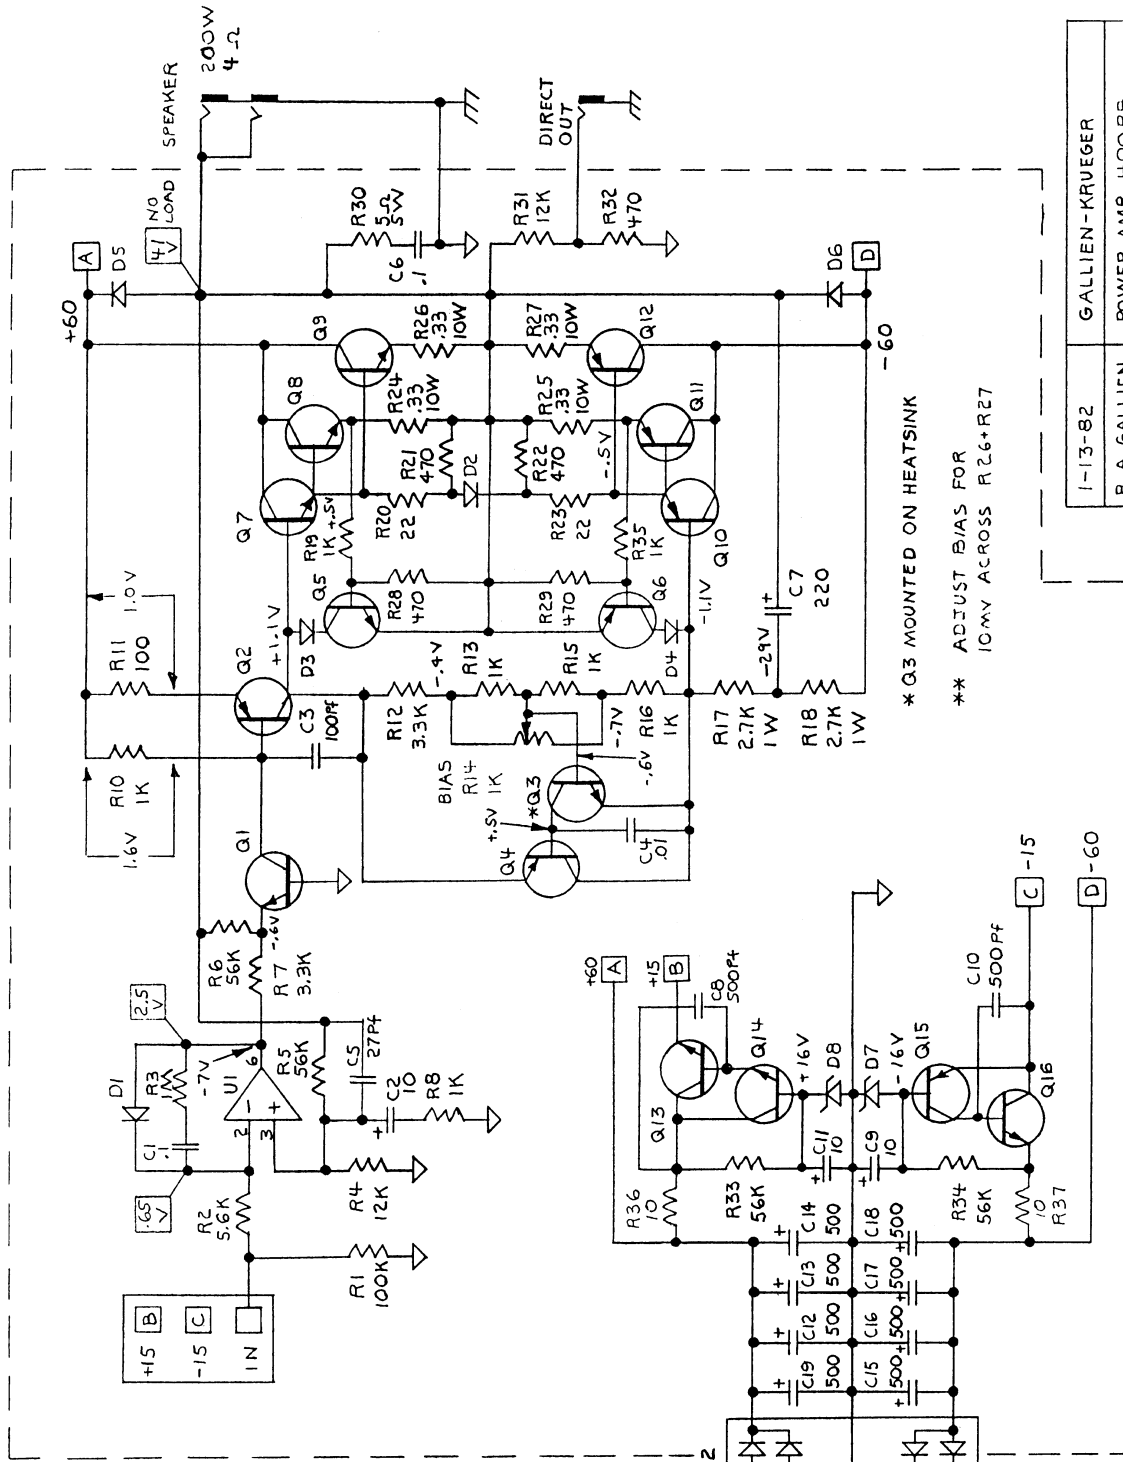 SPEAKER
200W
4Ω
DIRECT
OUT
NO
LOAD
41
V
A
D5
+60
R30
5Ω
5W
C6
.1
R31
12K
R32
470
D6
D
-60
Q9
R26
.33
10W
R27
.33
10W
Q12
Q8
R24
.33
10W
R25
.33
10W
Q11
R21
470
D2
R22
470
-.5V
Q7
R20
22
R23
22
Q10
R19
1K
+.5V
R35
1K
Q5
R28
470
R29
470
Q6
+1.1V
D3
D4
-1.1V
1.0V
R11
100
Q2
C3
100Pf
R12
3.3K
-.4V
R13
1K
R15
1K
-.7V
R16
1K
R17
2.7K
1W
-29V
R18
2.7K
1W
C7
+
220
1.6V
R10
1K
BIAS
R14
1K
*Q3
-.6V
+.5V
Q4
C4
.01
Q1
R6
56K
-.6V
R7
3.3K
2.5
V
D1
R3
1K
-.7V
6
U1
C1
.1
2
3
-
+
.65
V
R2
5.6K
R5
56K
C5
27Pf
+
C2
10
R8
1K
R4
12K
R1
100K
+15 B
-15 C
IN
*Q3 MOUNTED ON HEATSINK
** ADJUST BIAS FOR
10MV ACROSS R26+R27
1-13-82
GALLIEN-KRUEGER
+60
A
+15
B
C8
500Pf
Q13
Q14
+16V
D8
D7
-16V
Q15
Q16
C10
500Pf
C -15
D -60
R36
10
R33
56K
C11
10
+
C9
10
+
R34
56K
10
R37
+
C14
500
C18
+500
+
C13
500
C17
+500
+
C12
500
C16
+500
+
C19
500
C15
+500
2